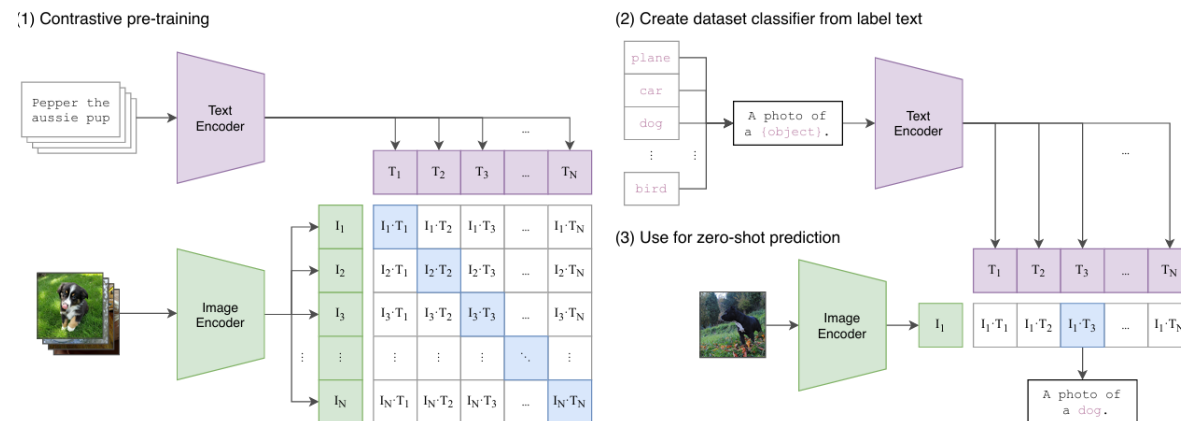 (1) Contrastive pre-training
Pepper the
aussie pup
Text
Encoder
...
T1 T2 T3 ... TN
I1 I1·T1 I1·T2 I1·T3 ... I1·TN
I2 I2·T1 I2·T2 I2·T3 ... I2·TN
Image
Encoder
I3 I3·T1 I3·T2 I3·T3 ... I3·TN
⋮ ⋮ ⋮ ⋮ ⋮ ⋱ ⋮
IN IN·T1 IN·T2 IN·T3 ... IN·TN
(2) Create dataset classifier from label text
plane
car
dog
⋮ ⋮
bird
A photo of
a {object}.
Text
Encoder
...
(3) Use for zero-shot prediction
T1 T2 T3 ... TN
Image
Encoder
I1 I1·T1 I1·T2 I1·T3 ... I1·TN
A photo of
a dog.